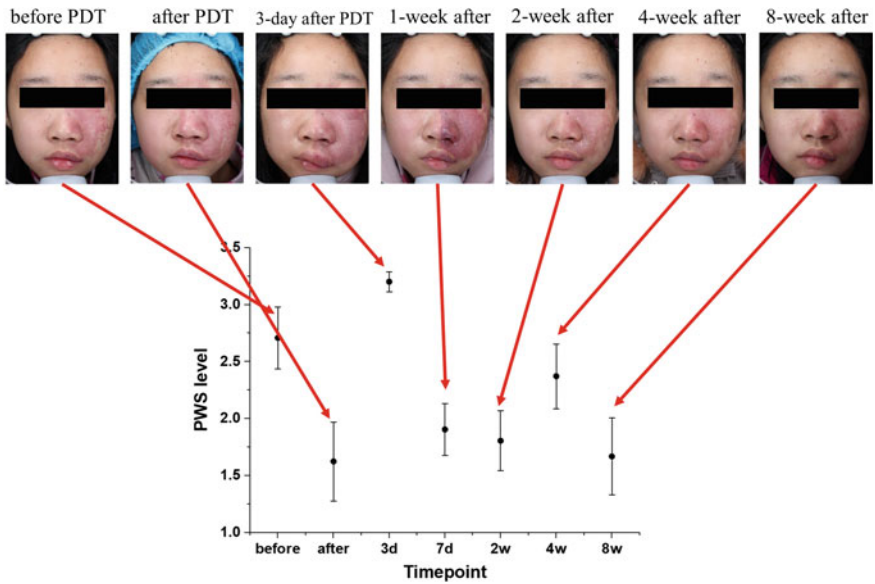 before PDT after PDT 3-day after PDT 1-week after 2-week after 4-week after 8-week after
3.5
3.0
2.5
2.0
1.5
1.0
PWS level
before after 3d 7d 2w 4w 8w
Timepoint